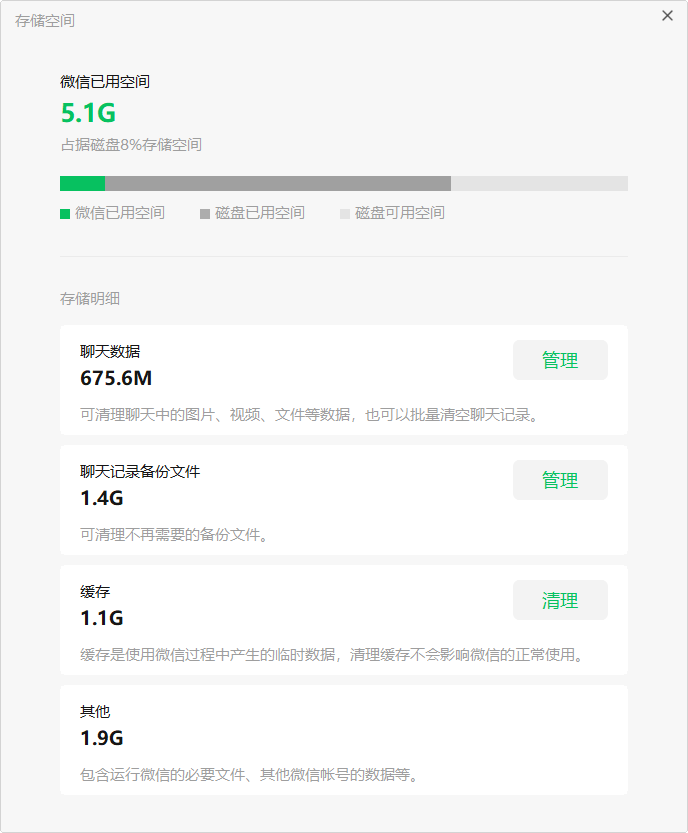 存储空间
微信已用空间
5.1G
占据磁盘8%存储空间
微信已用空间 磁盘已用空间 磁盘可用空间
存储明细
聊天数据
管理
675.6M
可清理聊天中的图片、视频、文件等数据，也可以批量清空聊天记录。
聊天记录备份文件
管理
1.4G
可清理不再需要的备份文件。
缓存
清理
1.1G
缓存是使用微信过程中产生的临时数据，清理缓存不会影响微信的正常使用。
其他
1.9G
包含运行微信的必要文件、其他微信帐号的数据等。